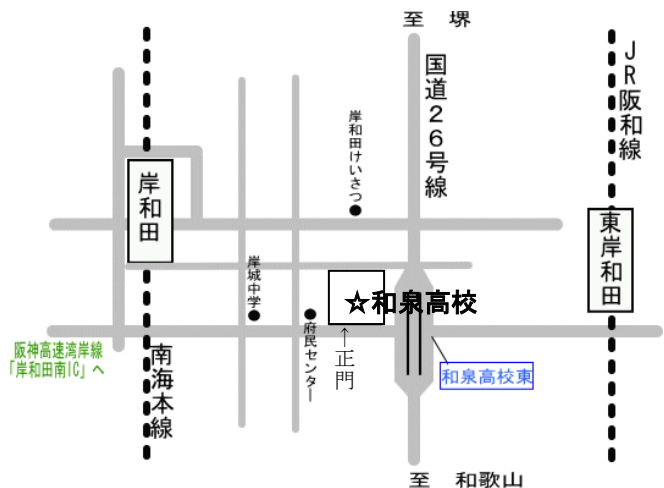 至 堺
国道26号線
JR阪和線
岸和田けいさつ
岸和田
東岸和田
岸城中学
☆和泉高校
府民センター
↑正門
阪神高速湾岸線
「岸和田南IC」へ
南海本線
和泉高校東
至 和歌山